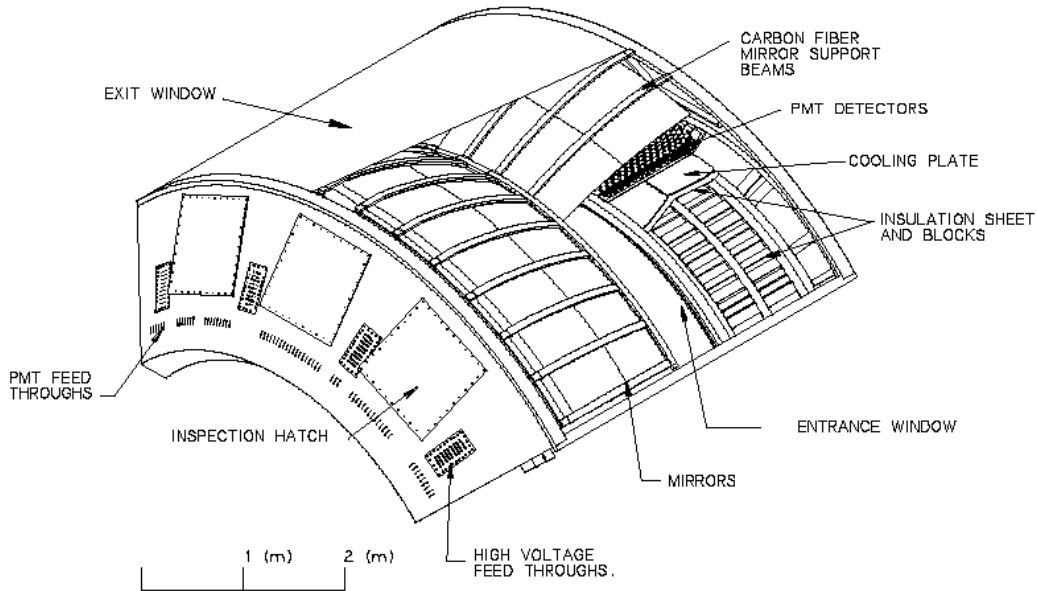 CARBON FIBER
MIRROR SUPPORT
BEAMS
EXIT WINDOW
PMT DETECTORS
COOLING PLATE
INSULATION SHEET
AND BLOCKS
PMT FEED
THROUGHS
INSPECTION HATCH
ENTRANCE WINDOW
MIRRORS
1 (m)
2 (m)
HIGH VOLTAGE
FEED THROUGHS.